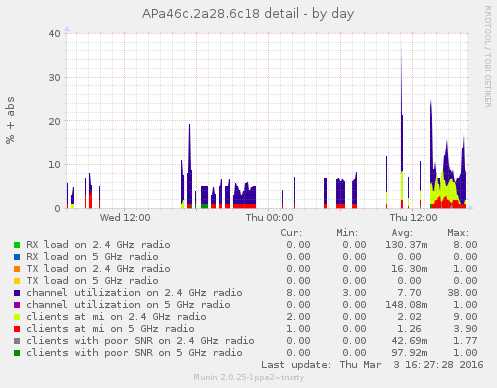 APa46c.2a28.6c18 detail - by day
RRDTOOL / TOBI OETIKER
% + abs
40
30
20
10
0
Wed 12:00 Thu 00:00 Thu 12:00
Cur: Min: Avg: Max:
RX load on 2.4 GHz radio 0.00 0.00 130.37m 8.00
RX load on 5 GHz radio 0.00 0.00 0.00 0.00
TX load on 2.4 GHz radio 0.00 0.00 16.30m 1.00
TX load on 5 GHz radio 0.00 0.00 0.00 0.00
channel utilization on 2.4 GHz radio 8.00 3.00 7.70 38.00
channel utilization on 5 GHz radio 0.00 0.00 148.08m 1.00
clients at mi on 2.4 GHz radio 2.00 0.00 2.02 9.00
clients at mi on 5 GHz radio 1.00 0.00 1.26 3.90
clients with poor SNR on 2.4 GHz radio 0.00 0.00 42.69m 1.77
clients with poor SNR on 5 GHz radio 0.00 0.00 97.92m 1.00
Last update: Thu Mar 3 16:27:28 2016
Munin 2.0.25-1ppa2~trusty